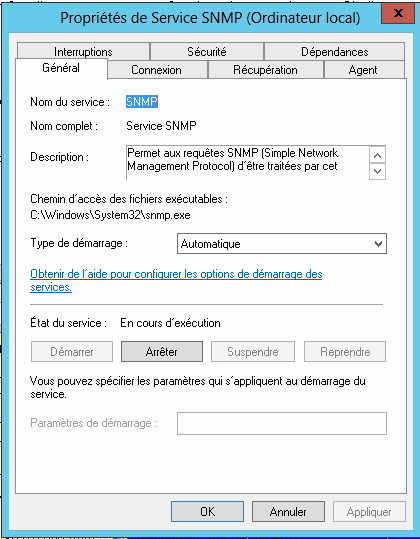 Propriétés de Service SNMP (Ordinateur local)
x
Interruptions Sécurité Dépendances
Général Connexion Récupération Agent
Nom du service : SNMP
Nom complet : Service SNMP
Description : Permet aux requêtes SNMP (Simple Network
Management Protocol) d'être traitées par cet
Chemin d'accès des fichiers exécutables :
C:\Windows\System32\snmp.exe
Type de démarrage : Automatique
Obtenir de l'aide pour configurer les options de démarrage des
services.
État du service : En cours d'exécution
Démarrer Arrêter Suspendre Reprendre
Vous pouvez spécifier les paramètres qui s'appliquent au démarrage du
service.
Paramètres de démarrage :
OK Annuler Appliquer